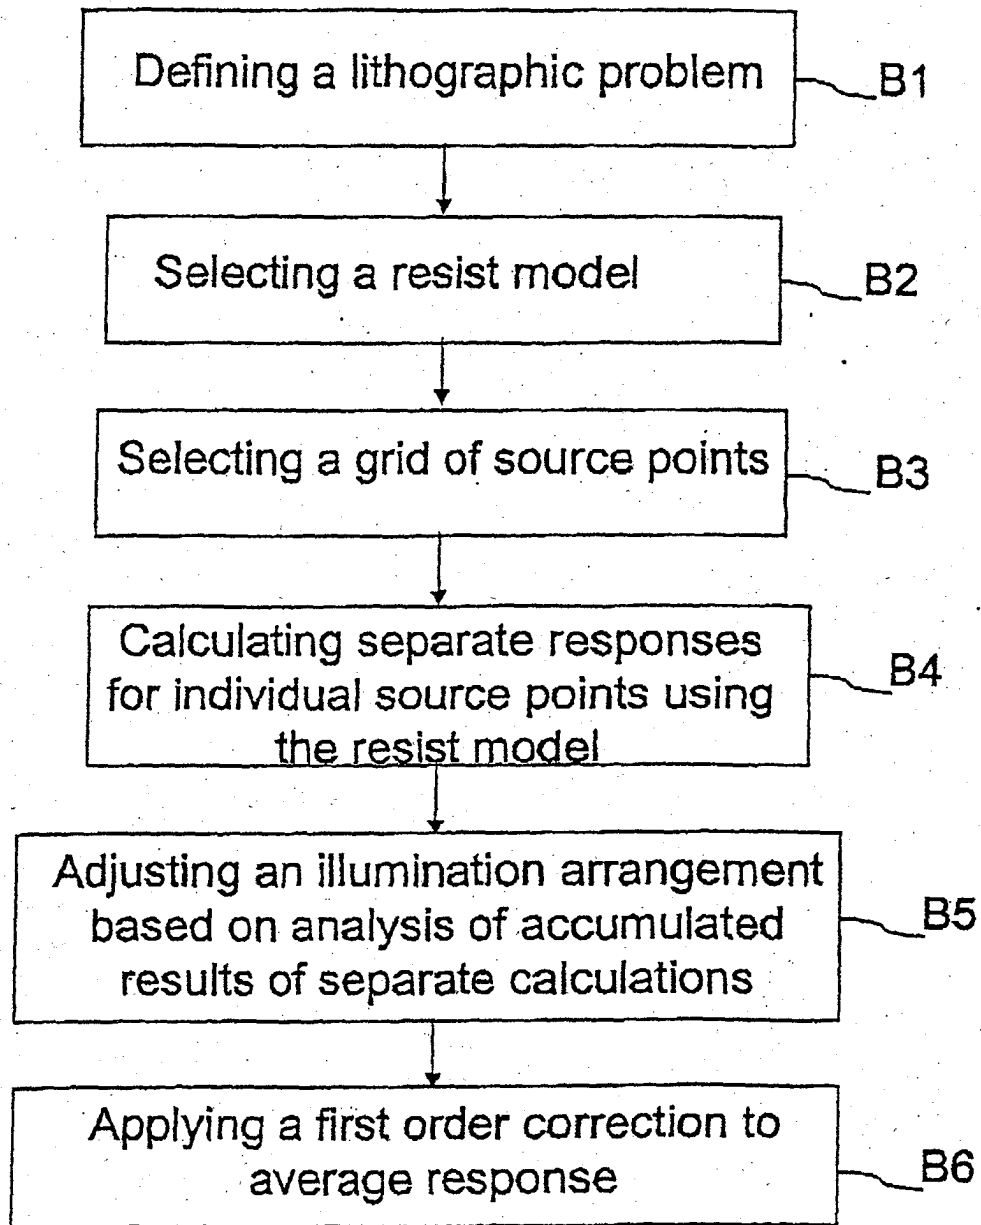 Defining a lithographic problem
B1
Selecting a resist model
B2
Selecting a grid of source points
B3
Calculating separate responses
for individual source points using
the resist model
B4
Adjusting an illumination arrangement
based on analysis of accumulated
results of separate calculations
B5
Applying a first order correction to
average response
B6